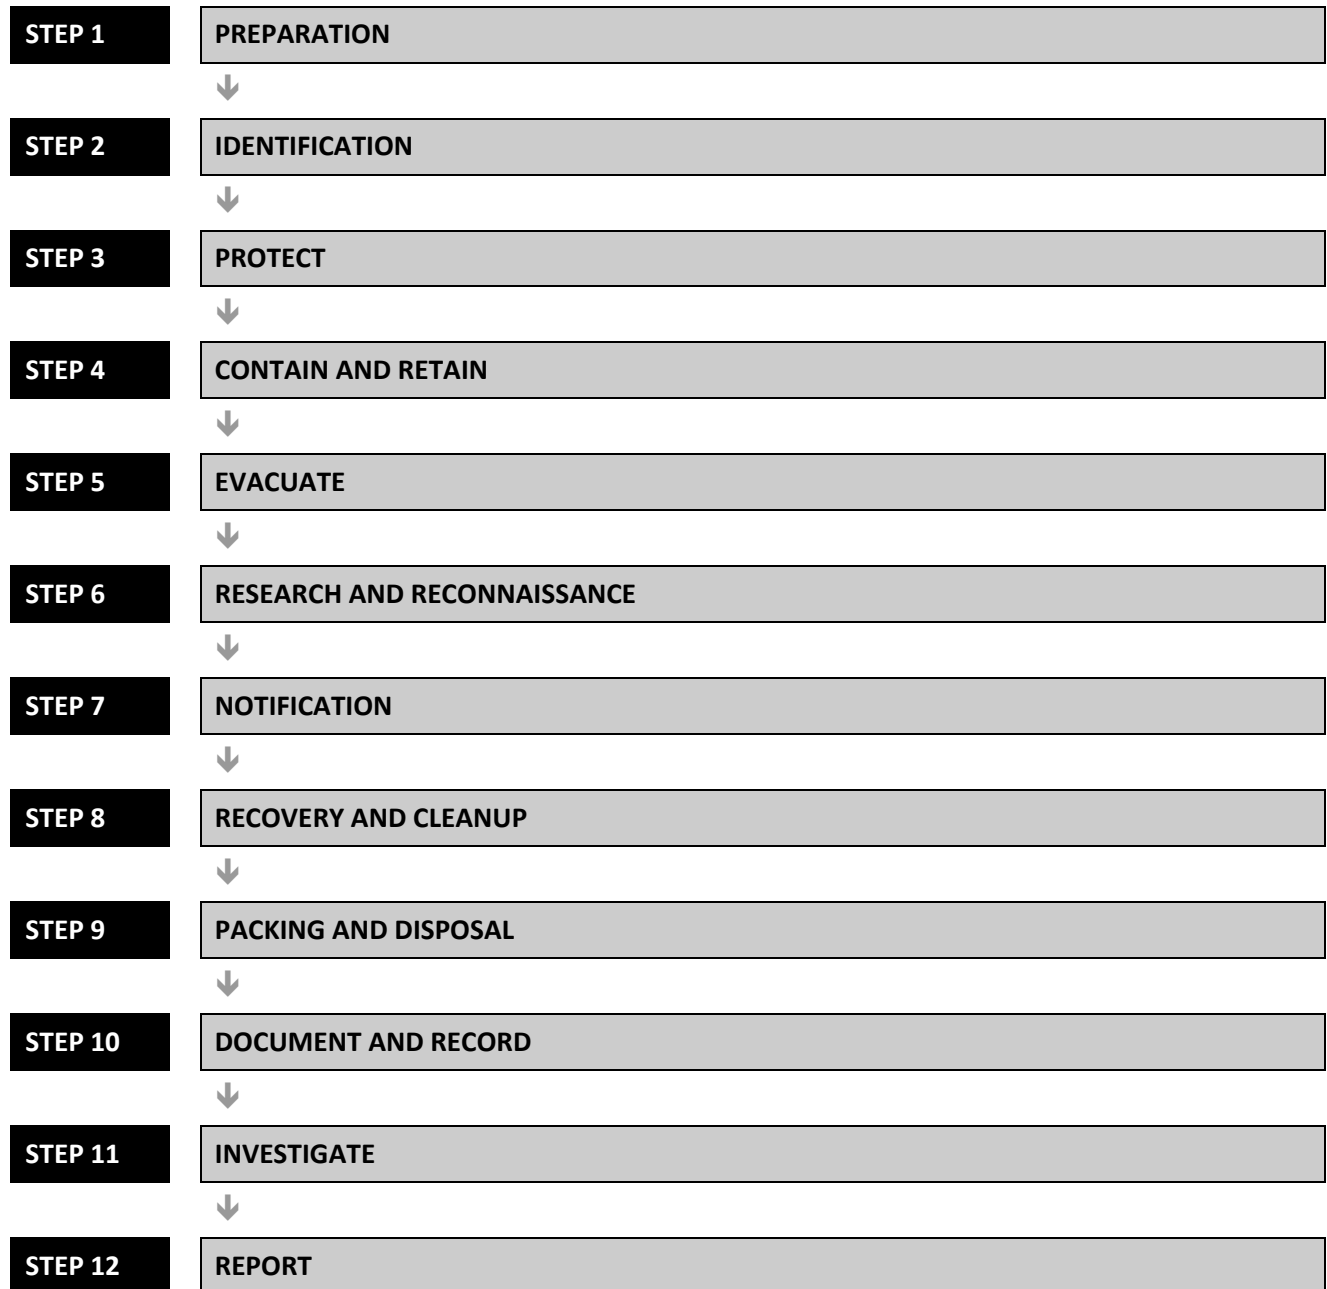 STEP 1 PREPARATION
STEP 2 IDENTIFICATION
STEP 3 PROTECT
STEP 4 CONTAIN AND RETAIN
STEP 5 EVACUATE
STEP 6 RESEARCH AND RECONNAISSANCE
STEP 7 NOTIFICATION
STEP 8 RECOVERY AND CLEANUP
STEP 9 PACKING AND DISPOSAL
STEP 10 DOCUMENT AND RECORD
STEP 11 INVESTIGATE
STEP 12 REPORT